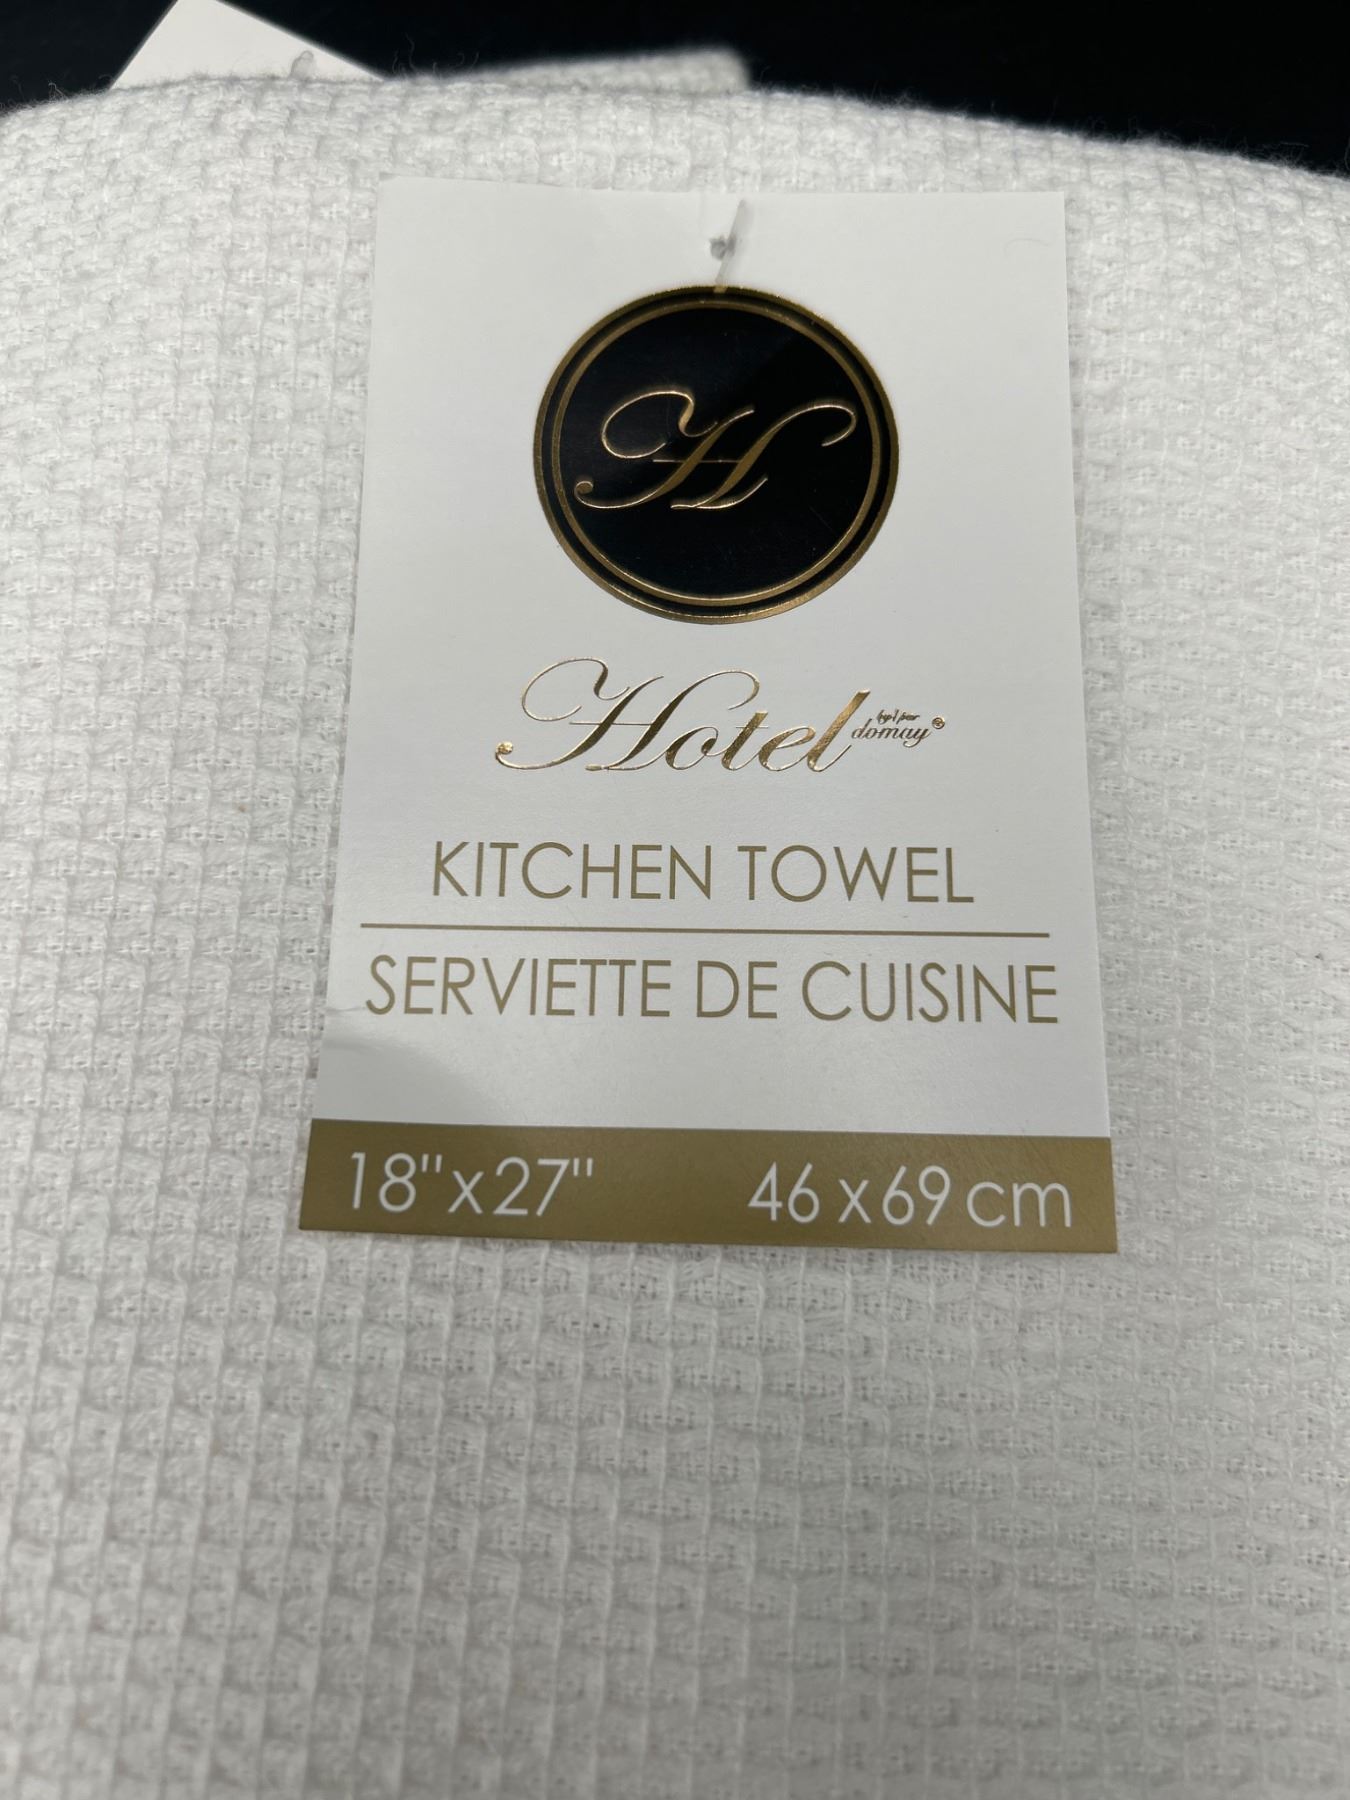 H
Hotel by | par domay®
KITCHEN TOWEL
SERVIETTE DE CUISINE
18"x27" 46x69cm